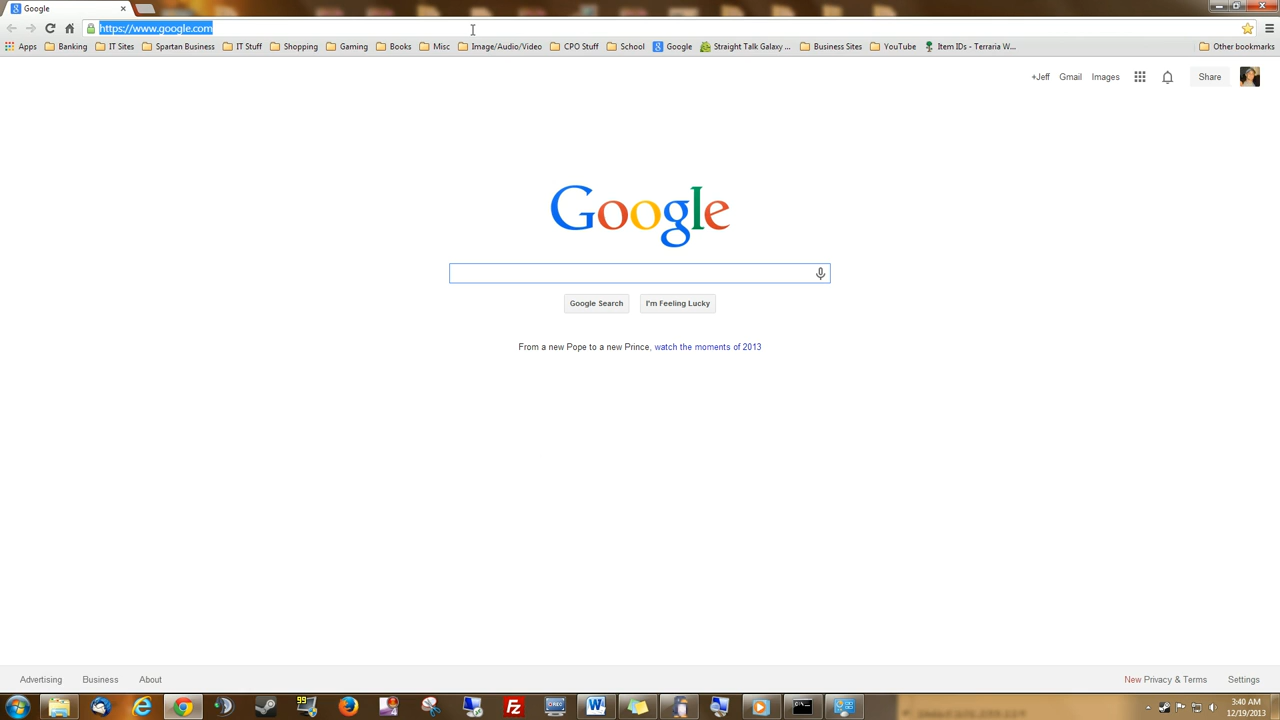 Google
https://www.google.com
Apps Banking IT Sites Spartan Business IT Stuff Shopping Gaming Books Misc Image/Audio/Video CPO Stuff School Google Straight Talk Galaxy ... Business Sites YouTube Item IDs - Terraria W... Other bookmarks
+Jeff Gmail Images Share
Google
Google Search I'm Feeling Lucky
From a new Pope to a new Prince, watch the moments of 2013
Advertising Business About New Privacy & Terms Settings
99
3:40 AM
12/19/2013